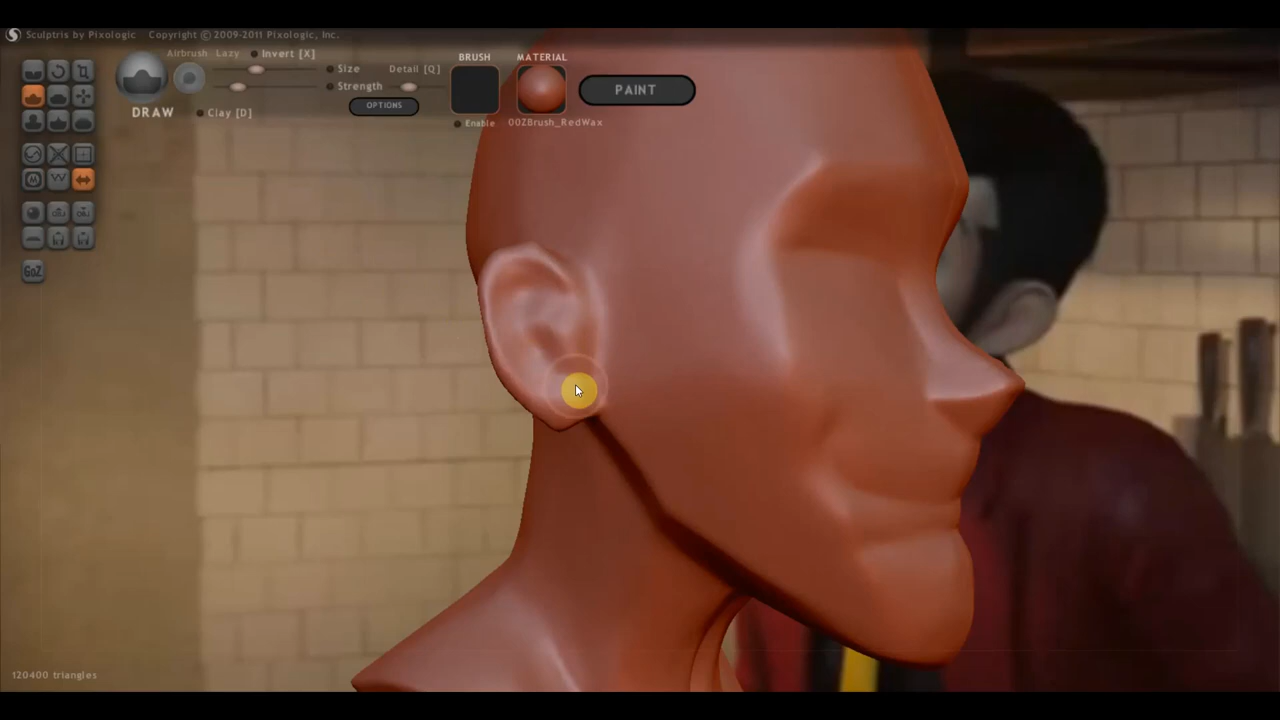 Sculptris by Pixologic Copyright © 2009-2011 Pixologic, Inc.
Airbrush Lazy Invert [X]
Size Detail [Q]
Strength
OPTIONS
DRAW Clay [D]
BRUSH
Enable
MATERIAL
00ZBrush_RedWax
PAINT
GoZ
120400 triangles